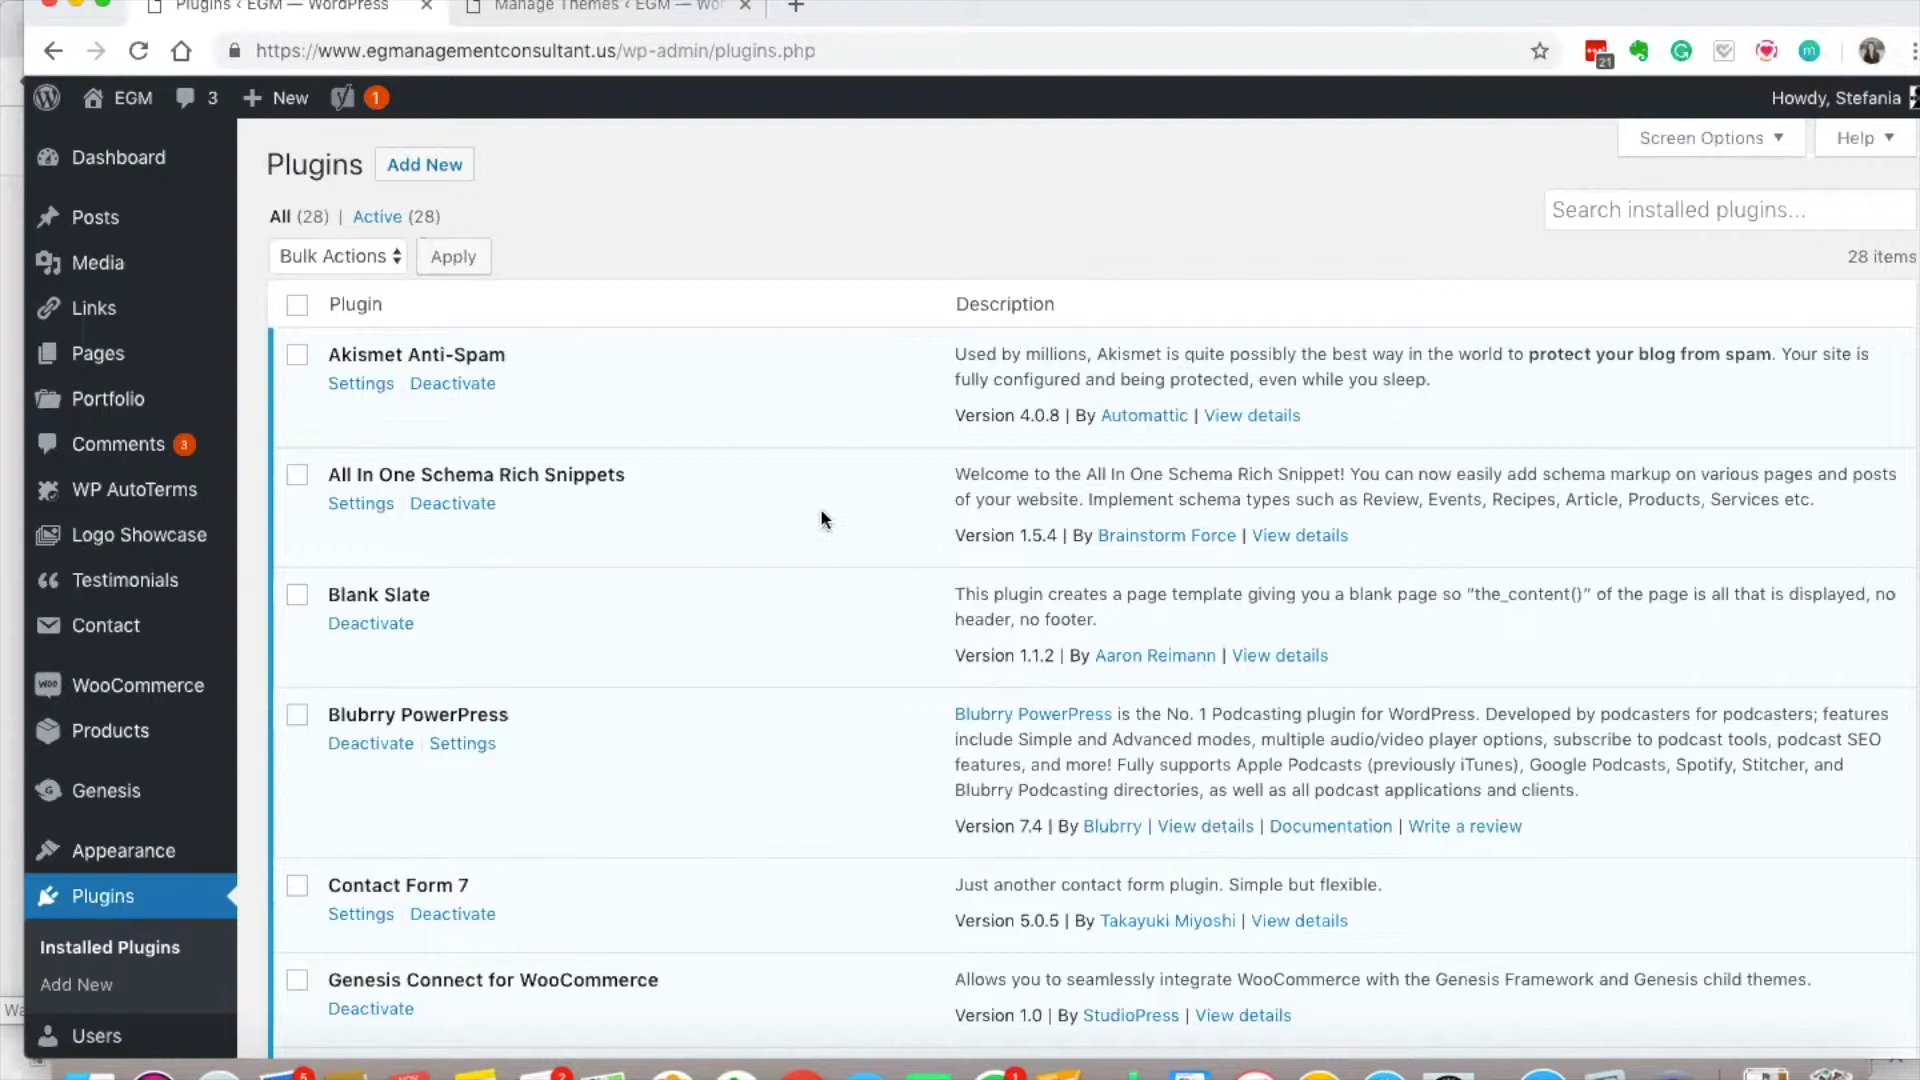 Plugins ‹ EGM — WordPress
Manage Themes ‹ EGM — Wor
https://www.egmanagementconsultant.us/wp-admin/plugins.php
21
EGM 3 New 1
Howdy, Stefania
Screen Options
Help
Dashboard
Posts
Media
Links
Pages
Portfolio
Comments 3
WP AutoTerms
Logo Showcase
Testimonials
Contact
WooCommerce
Products
Genesis
Appearance
Plugins
Installed Plugins
Add New
Users
Plugins Add New
All (28) | Active (28)
Search installed plugins...
Bulk Actions Apply
28 items
Plugin Description
Akismet Anti-Spam
Settings Deactivate
Used by millions, Akismet is quite possibly the best way in the world to protect your blog from spam. Your site is
fully configured and being protected, even while you sleep.
Version 4.0.8 | By Automattic | View details
All In One Schema Rich Snippets
Settings Deactivate
Welcome to the All In One Schema Rich Snippet! You can now easily add schema markup on various pages and posts
of your website. Implement schema types such as Review, Events, Recipes, Article, Products, Services etc.
Version 1.5.4 | By Brainstorm Force | View details
Blank Slate
Deactivate
This plugin creates a page template giving you a blank page so “the_content()” of the page is all that is displayed, no
header, no footer.
Version 1.1.2 | By Aaron Reimann | View details
Blubrry PowerPress
Deactivate Settings
Blubrry PowerPress is the No. 1 Podcasting plugin for WordPress. Developed by podcasters for podcasters; features
include Simple and Advanced modes, multiple audio/video player options, subscribe to podcast tools, podcast SEO
features, and more! Fully supports Apple Podcasts (previously iTunes), Google Podcasts, Spotify, Stitcher, and
Blubrry Podcasting directories, as well as all podcast applications and clients.
Version 7.4 | By Blubrry | View details | Documentation | Write a review
Contact Form 7
Settings Deactivate
Just another contact form plugin. Simple but flexible.
Version 5.0.5 | By Takayuki Miyoshi | View details
Genesis Connect for WooCommerce
Deactivate
Allows you to seamlessly integrate WooCommerce with the Genesis Framework and Genesis child themes.
Version 1.0 | By StudioPress | View details